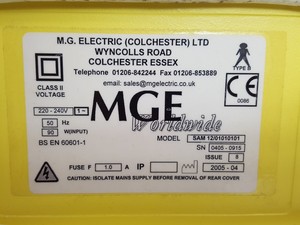 M.G. ELECTRIC (COLCHESTER) LTD
WYNCOLLS ROAD
COLCHESTER ESSEX
Telephone 01206-842244 Fax 01206-853889
email : sales@mgelectric.co.uk
CLASS II
VOLTAGE
220 - 240V 1~
50
Hz
90
W(INPUT)
BS EN 60601-1
MGE
Worldwide
TYPE B
CE
0086
MODEL SAM 12/01010101
SN 0405 - 0915
ISSUE 8
2005 - 04
FUSE F 1.0 A IP
CAUTION: ISOLATE MAINS SUPPLY BEFORE REMOVAL OF REAR COVER